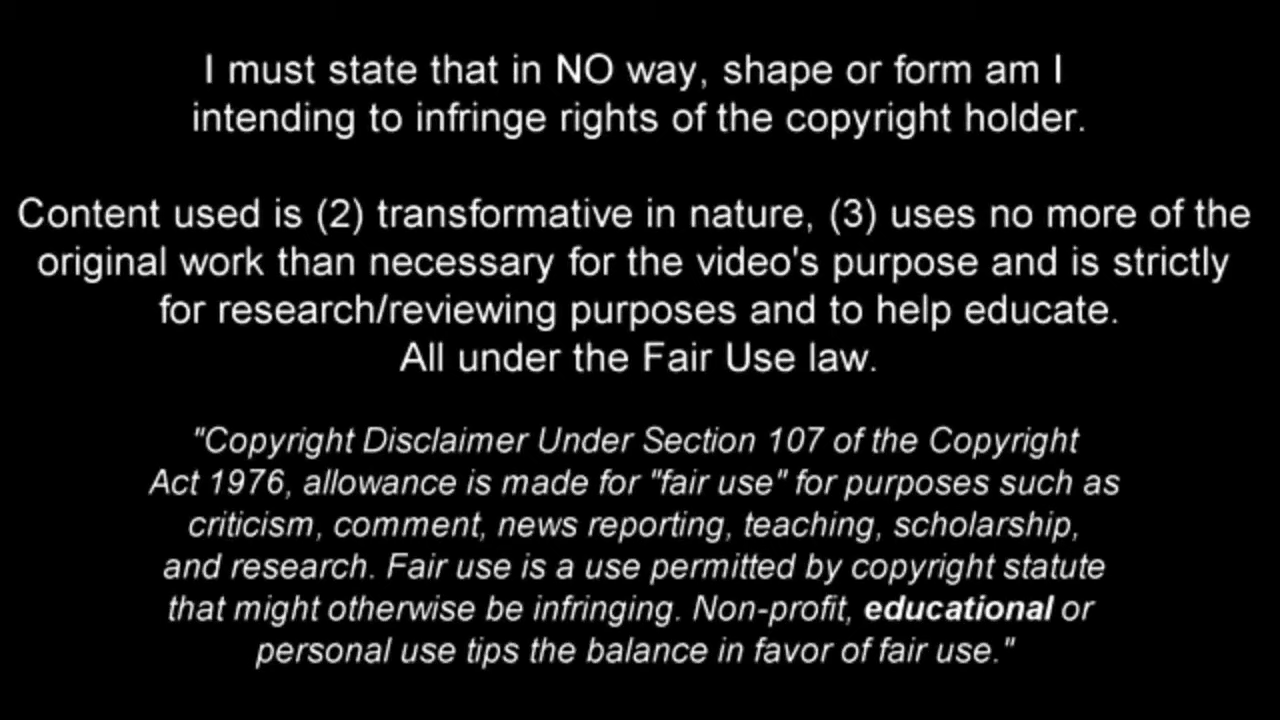 I must state that in NO way, shape or form am I
intending to infringe rights of the copyright holder.
Content used is (2) transformative in nature, (3) uses no more of the
original work than necessary for the video's purpose and is strictly
for research/reviewing purposes and to help educate.
All under the Fair Use law.
"Copyright Disclaimer Under Section 107 of the Copyright
Act 1976, allowance is made for "fair use" for purposes such as
criticism, comment, news reporting, teaching, scholarship,
and research. Fair use is a use permitted by copyright statute
that might otherwise be infringing. Non-profit, educational or
personal use tips the balance in favor of fair use."